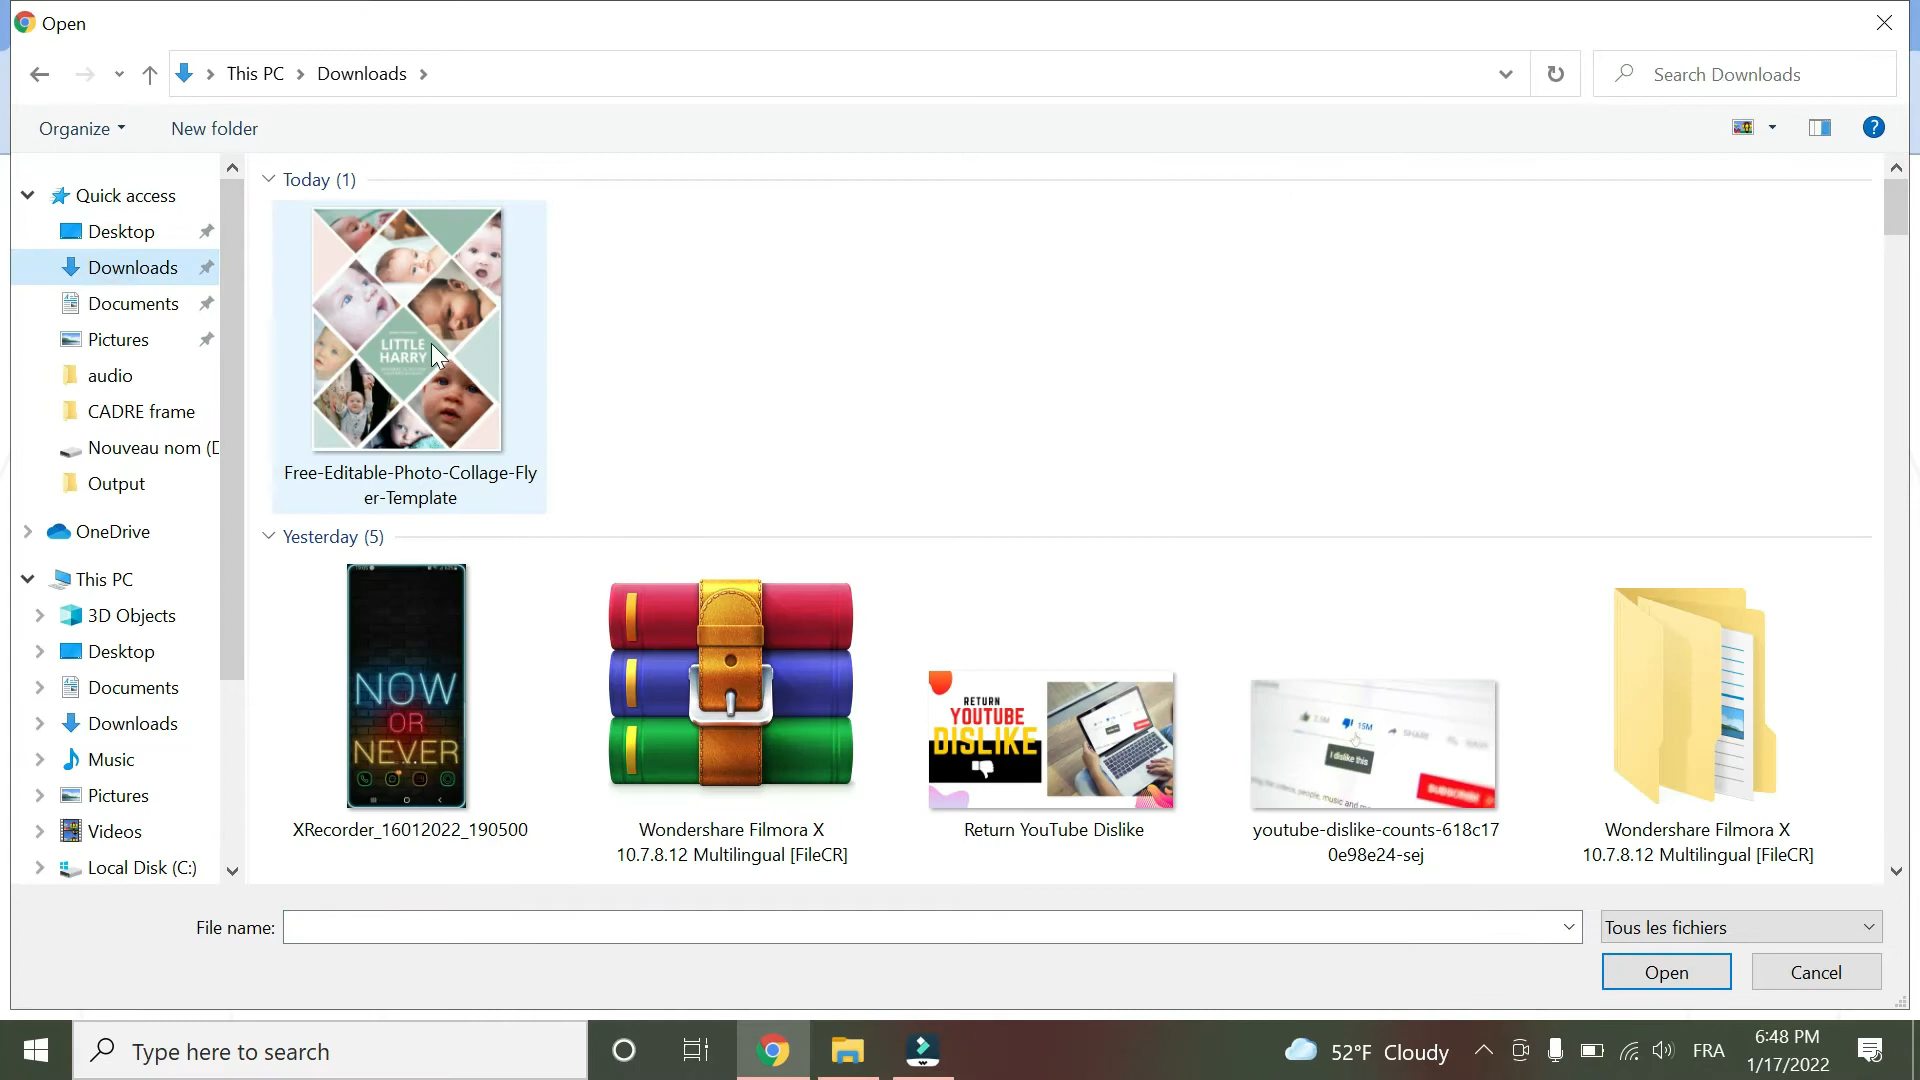 Open
This PC
Downloads
Search Downloads
Organize
New folder
Quick access
Desktop
Downloads
Documents
Pictures
audio
CADRE frame
Nouveau nom (D
Output
OneDrive
This PC
3D Objects
Desktop
Documents
Downloads
Music
Pictures
Videos
Local Disk (C:)
Today (1)
LITTLE
HARRY
Free-Editable-Photo-Collage-Fly
er-Template
Yesterday (5)
NOW
OR
NEVER
XRecorder_16012022_190500
Wondershare Filmora X
10.7.8.12 Multilingual [FileCR]
RETURN
YOUTUBE
DISLIKE
Return YouTube Dislike
15M
SHARE
I dislike this
SUBSCRIBE
youtube-dislike-counts-618c17
0e98e24-sej
Wondershare Filmora X
10.7.8.12 Multilingual [FileCR]
File name:
Tous les fichiers
Open
Cancel
Type here to search
52°F Cloudy
FRA
6:48 PM
1/17/2022